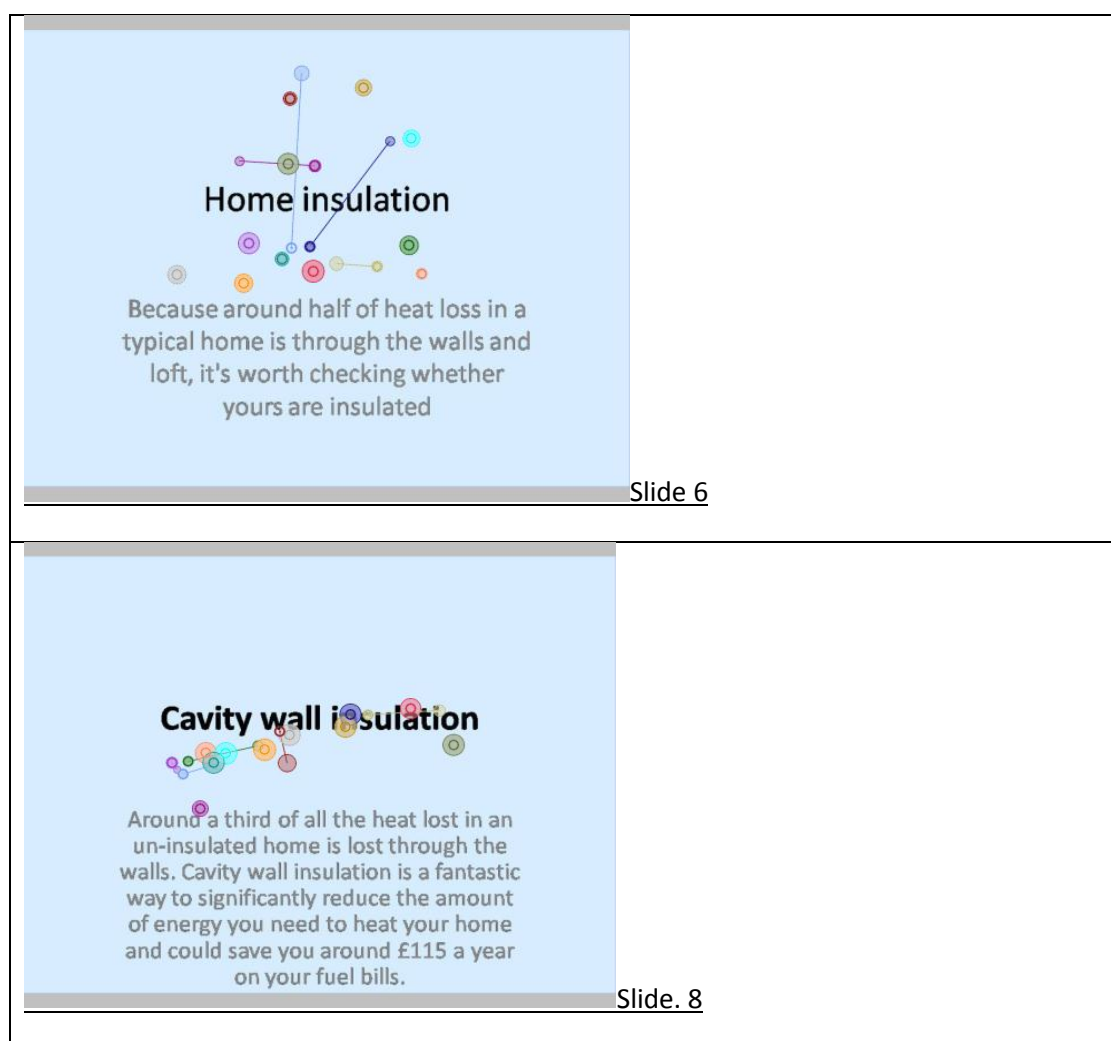 Home insulation
Because around half of heat loss in a
typical home is through the walls and
loft, it's worth checking whether
yours are insulated
Slide 6
Cavity wall insulation
Around a third of all the heat lost in an
un-insulated home is lost through the
walls. Cavity wall insulation is a fantastic
way to significantly reduce the amount
of energy you need to heat your home
and could save you around £115 a year
on your fuel bills.
Slide. 8